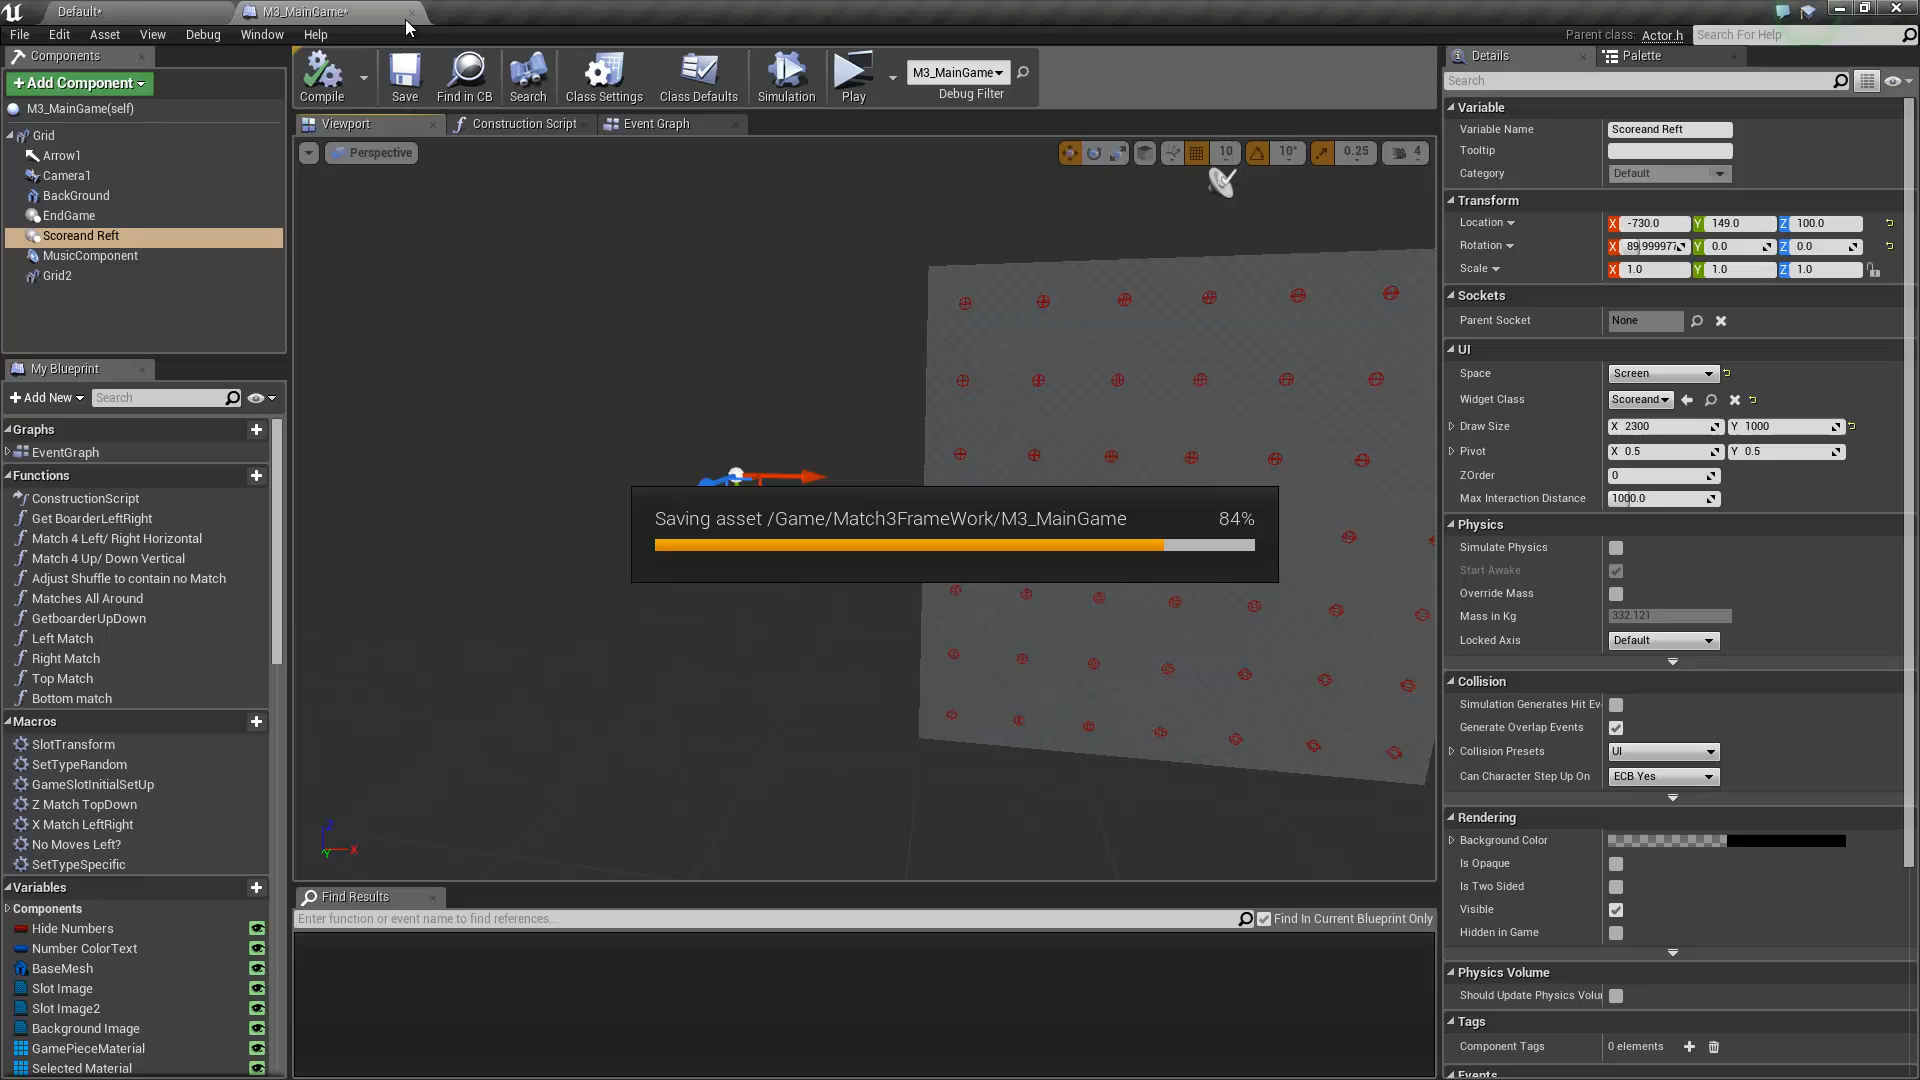 Default*
M3_MainGame*
File Edit Asset View Debug Window Help
Parent class: Actor.h
Search For Help
Components
+Add Component
M3_MainGame(self)
Grid
Arrow1
Camera1
BackGround
EndGame
Scoreand Reft
MusicComponent
Grid2
Compile
Save
Find in CB
Search
Class Settings
Class Defaults
Simulation
Play
M3_MainGame
Debug Filter
Viewport
Construction Script
Event Graph
Perspective
10
10°
0.25
4
Saving asset /Game/Match3FrameWork/M3_MainGame 84%
X
Y
Z
My Blueprint
+Add New
Search
Graphs
EventGraph
Functions
ConstructionScript
Get BoarderLeftRight
Match 4 Left/ Right Horizontal
Match 4 Up/ Down Vertical
Adjust Shuffle to contain no Match
Matches All Around
GetboarderUpDown
Left Match
Right Match
Top Match
Bottom match
Macros
SlotTransform
SetTypeRandom
GameSlotInitialSetUp
Z Match TopDown
X Match LeftRight
No Moves Left?
SetTypeSpecific
Variables
Components
Hide Numbers
Number ColorText
BaseMesh
Slot Image
Slot Image2
Background Image
GamePieceMaterial
Selected Material
Find Results
Enter function or event name to find references...
Find In Current Blueprint Only
Details
Palette
Search
Variable
Variable Name Scoreand Reft
Tooltip
Category Default
Transform
Location X -730.0 Y 149.0 Z 100.0
Rotation X 89.999977 Y 0.0 Z 0.0
Scale X 1.0 Y 1.0 Z 1.0
Sockets
Parent Socket None
UI
Space Screen
Widget Class Scoreand
Draw Size X 2300 Y 1000
Pivot X 0.5 Y 0.5
ZOrder 0
Max Interaction Distance 1000.0
Physics
Simulate Physics
Start Awake
Override Mass
Mass in Kg 332.121
Locked Axis Default
Collision
Simulation Generates Hit Ev
Generate Overlap Events
Collision Presets UI
Can Character Step Up On ECB Yes
Rendering
Background Color
Is Opaque
Is Two Sided
Visible
Hidden in Game
Physics Volume
Should Update Physics Volu
Tags
Component Tags 0 elements
Events